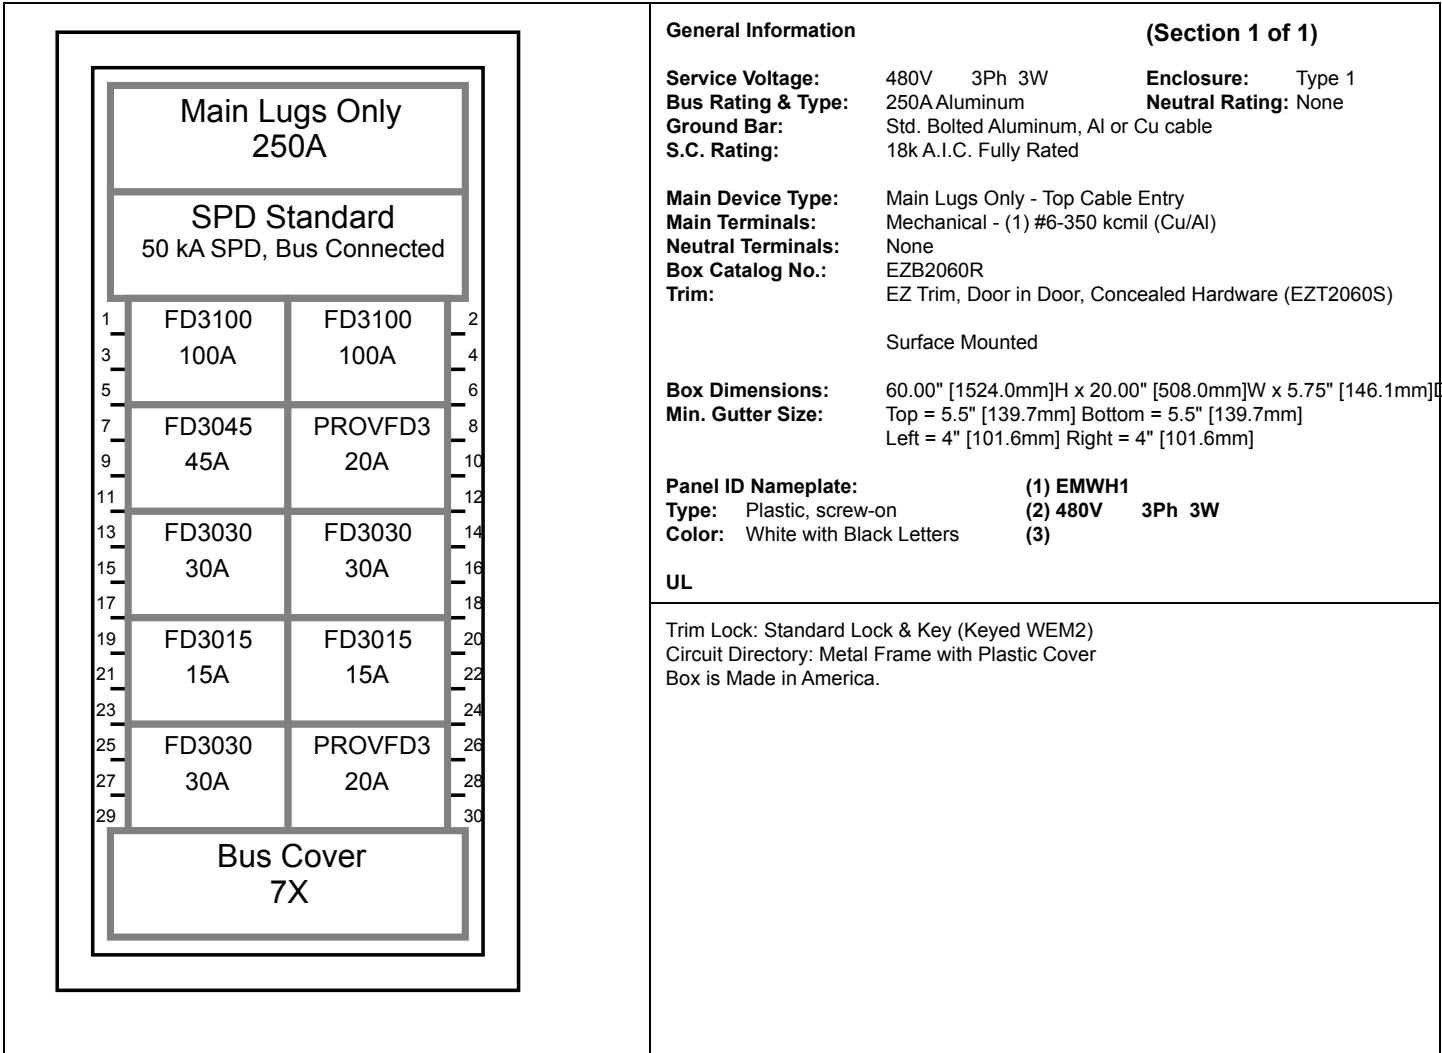 Main Lugs Only
250A
SPD Standard
50 kA SPD, Bus Connected
1 FD3100 FD3100 2
3 100A 100A 4
5 6
7 FD3045 PROVFD3 8
9 45A 20A 10
11 12
13 FD3030 FD3030 14
15 30A 30A 16
17 18
19 FD3015 FD3015 20
21 15A 15A 22
23 24
25 FD3030 PROVFD3 26
27 30A 20A 28
29 30
Bus Cover
7X
General Information (Section 1 of 1)
Service Voltage: 480V 3Ph 3W Enclosure: Type 1
Bus Rating & Type: 250A Aluminum Neutral Rating: None
Ground Bar: Std. Bolted Aluminum, Al or Cu cable
S.C. Rating: 18k A.I.C. Fully Rated
Main Device Type: Main Lugs Only - Top Cable Entry
Main Terminals: Mechanical - (1) #6-350 kcmil (Cu/Al)
Neutral Terminals: None
Box Catalog No.: EZB2060R
Trim: EZ Trim, Door in Door, Concealed Hardware (EZT2060S)
Surface Mounted
Box Dimensions: 60.00" [1524.0mm]H x 20.00" [508.0mm]W x 5.75" [146.1mm]D
Min. Gutter Size: Top = 5.5" [139.7mm] Bottom = 5.5" [139.7mm]
Left = 4" [101.6mm] Right = 4" [101.6mm]
Panel ID Nameplate: (1) EMWH1
Type: Plastic, screw-on (2) 480V 3Ph 3W
Color: White with Black Letters (3)
UL
Trim Lock: Standard Lock & Key (Keyed WEM2)
Circuit Directory: Metal Frame with Plastic Cover
Box is Made in America.